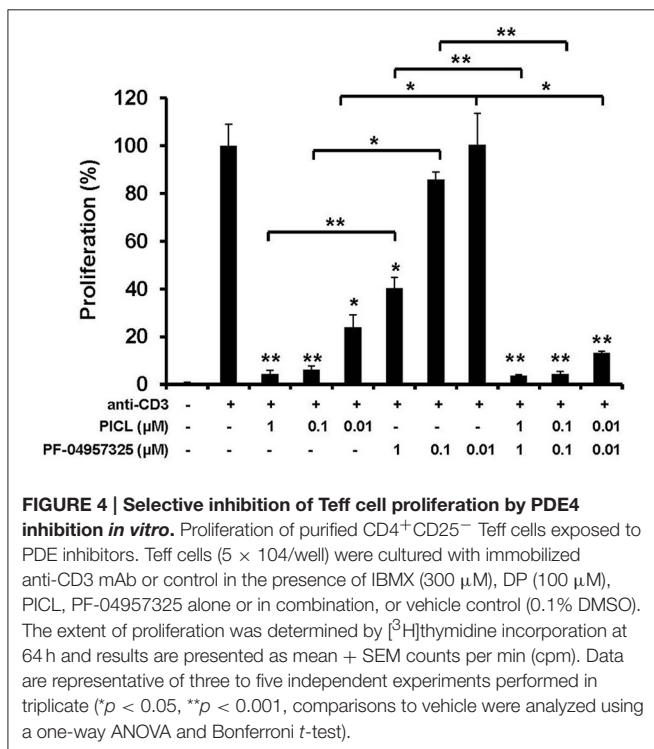 **
**
* *
120
100
*
80
**
60
*
40
*
20
** ** ** ** **
0
Proliferation (%)
anti-CD3 - + + + + + + + + + +
PICL (µM) - - 1 0.1 0.01 - - - 1 0.1 0.01
PF-04957325 (µM) - - - - - 1 0.1 0.01 1 0.1 0.01
FIGURE 4 | Selective inhibition of Teff cell proliferation by PDE4
inhibition in vitro. Proliferation of purified CD4+CD25− Teff cells exposed to
PDE inhibitors. Teff cells (5 × 104/well) were cultured with immobilized
anti-CD3 mAb or control in the presence of IBMX (300 µM), DP (100 µM),
PICL, PF-04957325 alone or in combination, or vehicle control (0.1% DMSO).
The extent of proliferation was determined by [3H]thymidine incorporation at
64 h and results are presented as mean + SEM counts per min (cpm). Data
are representative of three to five independent experiments performed in
triplicate (*p < 0.05, **p < 0.001, comparisons to vehicle were analyzed using
a one-way ANOVA and Bonferroni t-test).